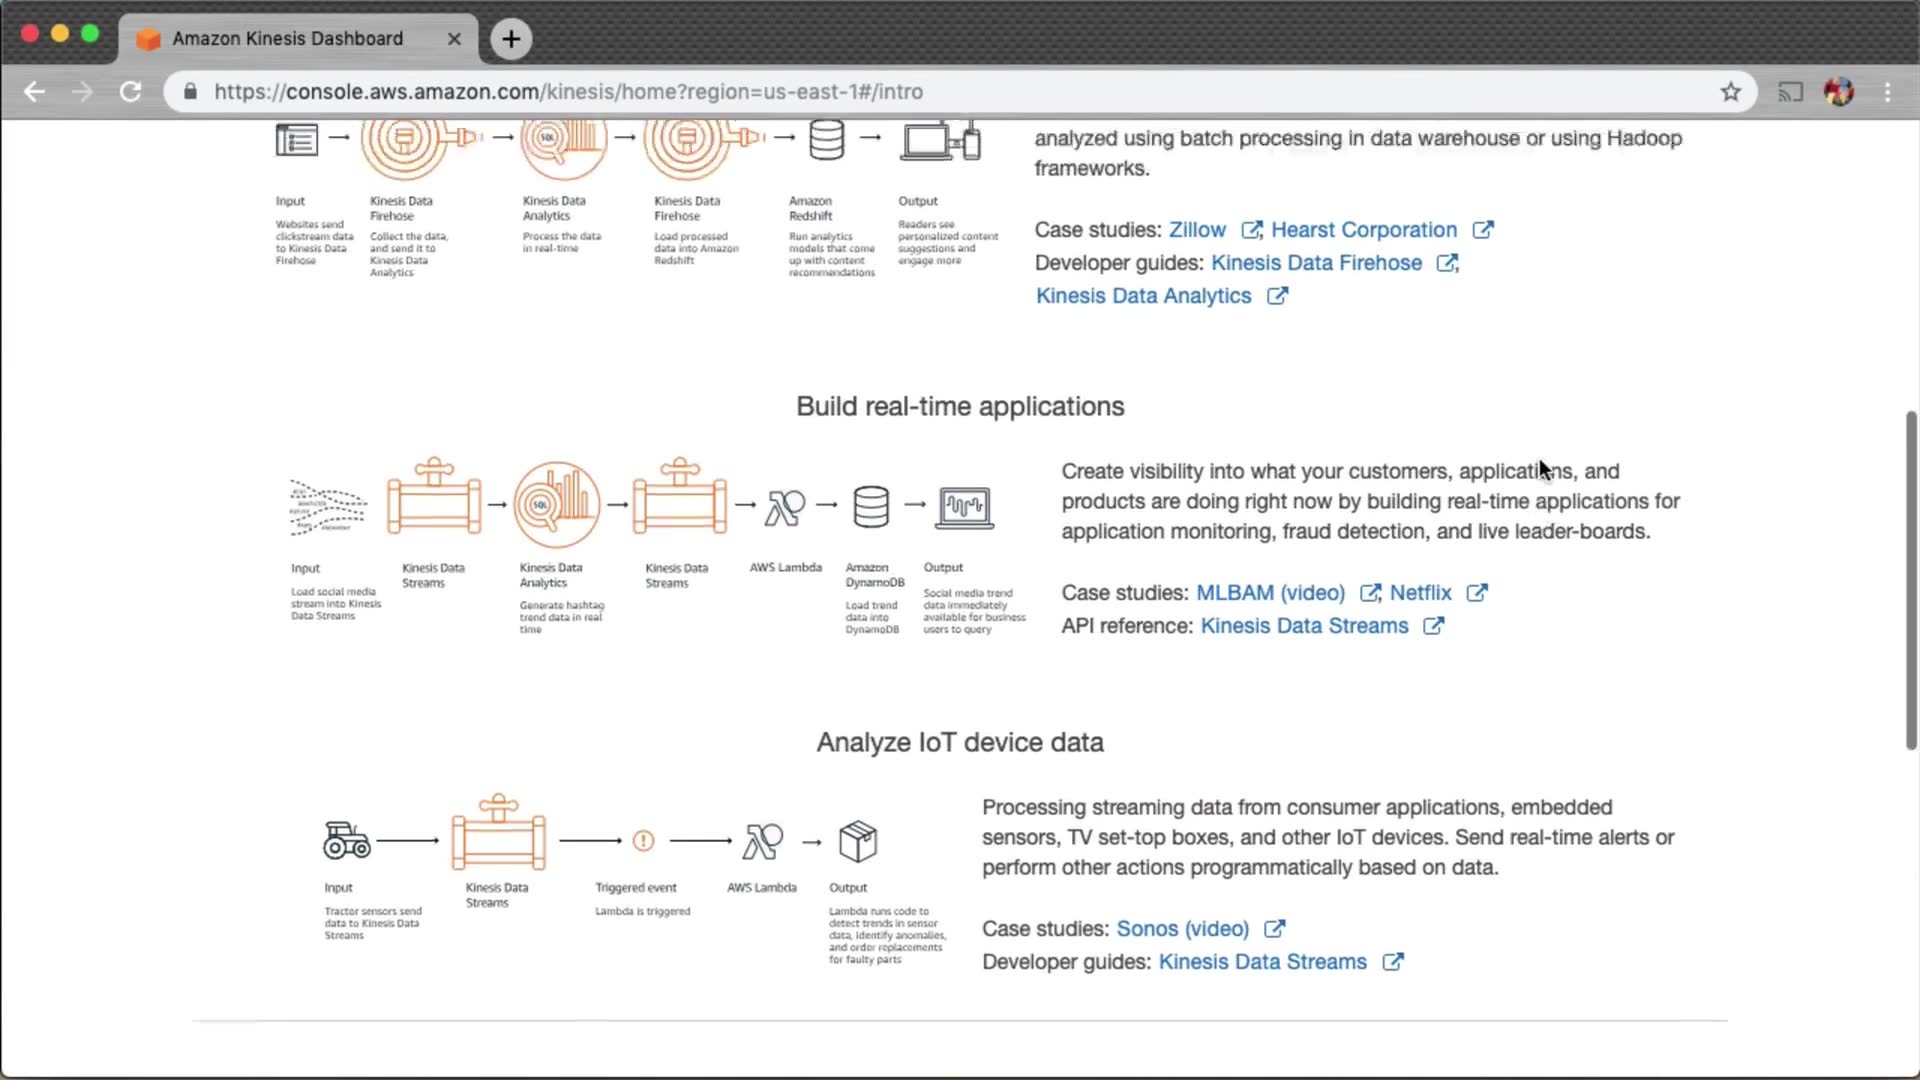 Amazon Kinesis Dashboard
https://console.aws.amazon.com/kinesis/home?region=us-east-1#/intro
SQL
Input
Websites send
clickstream data
to Kinesis Data
Firehose
Kinesis Data
Firehose
Collect the data,
and send it to
Kinesis Data
Analytics
Kinesis Data
Analytics
Process the data
in real-time
Kinesis Data
Firehose
Load processed
data into Amazon
Redshift
Amazon
Redshift
Run analytics
models that come
up with content
recommendations
Output
Readers see
personalized content
suggestions and
engage more
analyzed using batch processing in data warehouse or using Hadoop
frameworks.
Case studies: Zillow , Hearst Corporation
Developer guides: Kinesis Data Firehose ,
Kinesis Data Analytics
Build real-time applications
SQL
Input
Load social media
stream into Kinesis
Data Streams
Kinesis Data
Streams
Kinesis Data
Analytics
Generate hashtag
trend data in real
time
Kinesis Data
Streams
AWS Lambda
Amazon
DynamoDB
Load trend
data into
DynamoDB
Output
Social media trend
data immediately
available for business
users to query
Create visibility into what your customers, applications, and
products are doing right now by building real-time applications for
application monitoring, fraud detection, and live leader-boards.
Case studies: MLBAM (video) , Netflix
API reference: Kinesis Data Streams
Analyze IoT device data
Input
Tractor sensors send
data to Kinesis Data
Streams
Kinesis Data
Streams
Triggered event
Lambda is triggered
AWS Lambda
Output
Lambda runs code to
detect trends in sensor
data, identify anomalies,
and order replacements
for faulty parts
Processing streaming data from consumer applications, embedded
sensors, TV set-top boxes, and other IoT devices. Send real-time alerts or
perform other actions programmatically based on data.
Case studies: Sonos (video)
Developer guides: Kinesis Data Streams